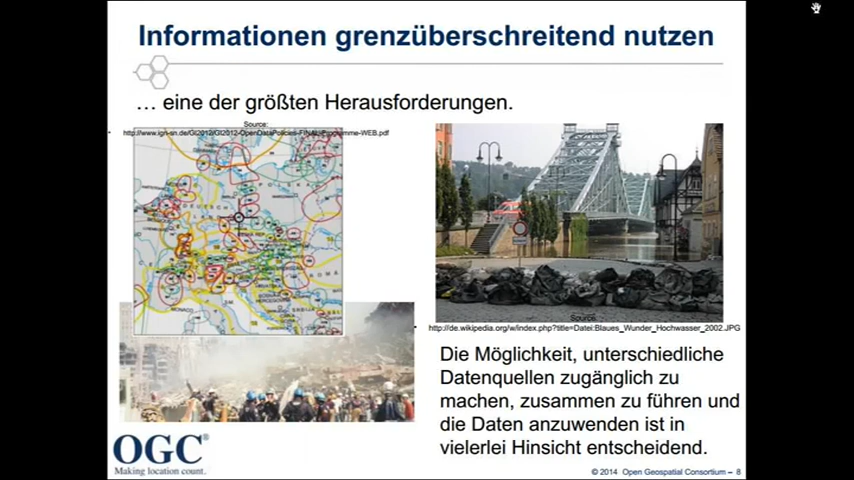 Informationen grenzüberschreitend nutzen
… eine der größten Herausforderungen.
Source:
Source:
http://de.wikipedia.org/w/index.php?title=Datei:Blaues_Wunder_Hochwasser_2002.JPG
Die Möglichkeit, unterschiedliche
Datenquellen zugänglich zu
machen, zusammen zu führen und
die Daten anzuwenden ist in
vielerlei Hinsicht entscheidend.
OGC®
Making location count.
© 2014 Open Geospatial Consortium – 8